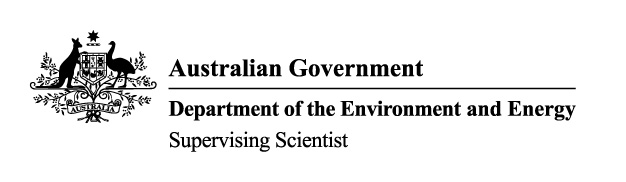 Australian Government
Department of the Environment and Energy
Supervising Scientist
AUSTRALIA